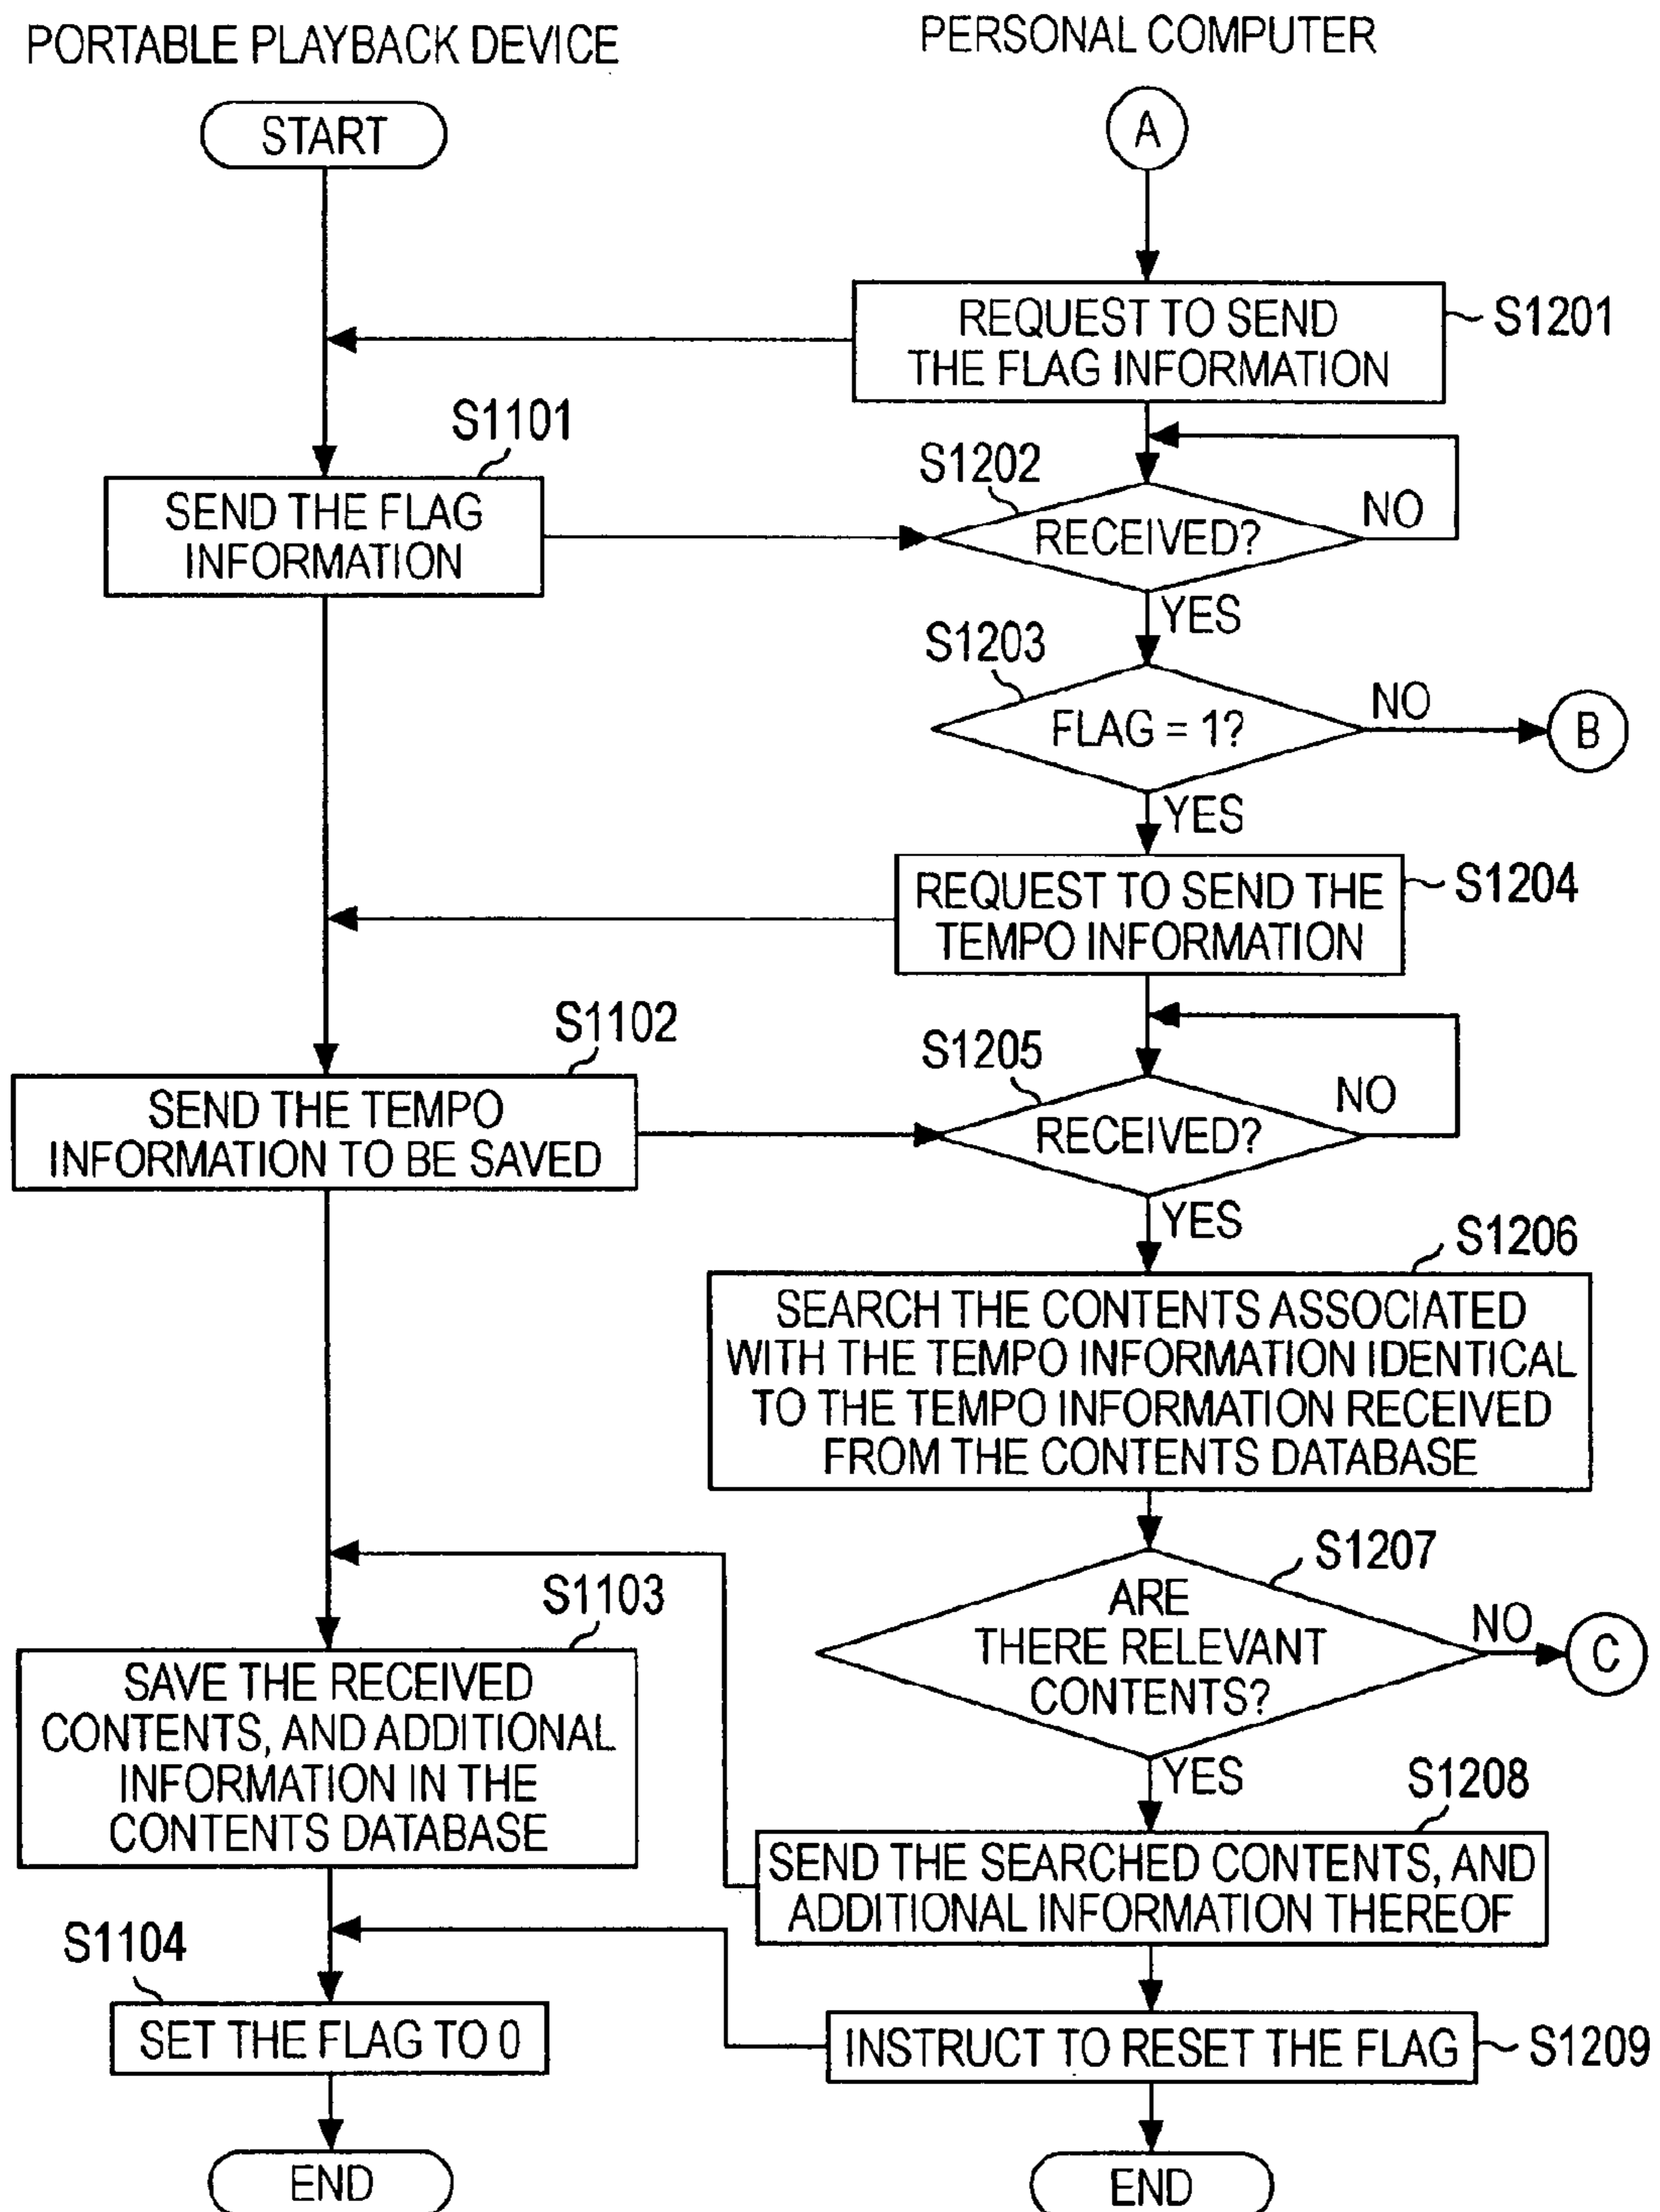 PORTABLE PLAYBACK DEVICE
PERSONAL COMPUTER
START
A
REQUEST TO SEND
THE FLAG INFORMATION
S1201
S1101
SEND THE FLAG
INFORMATION
S1202
RECEIVED?
NO
YES
S1203
FLAG = 1?
NO
B
YES
REQUEST TO SEND THE
TEMPO INFORMATION
S1204
S1102
SEND THE TEMPO
INFORMATION TO BE SAVED
S1205
RECEIVED?
NO
YES
S1206
SEARCH THE CONTENTS ASSOCIATED
WITH THE TEMPO INFORMATION IDENTICAL
TO THE TEMPO INFORMATION RECEIVED
FROM THE CONTENTS DATABASE
S1207
ARE
THERE RELEVANT
CONTENTS?
NO
C
YES
S1103
SAVE THE RECEIVED
CONTENTS, AND ADDITIONAL
INFORMATION IN THE
CONTENTS DATABASE
S1208
SEND THE SEARCHED CONTENTS, AND
ADDITIONAL INFORMATION THEREOF
S1104
SET THE FLAG TO 0
INSTRUCT TO RESET THE FLAG
S1209
END
END